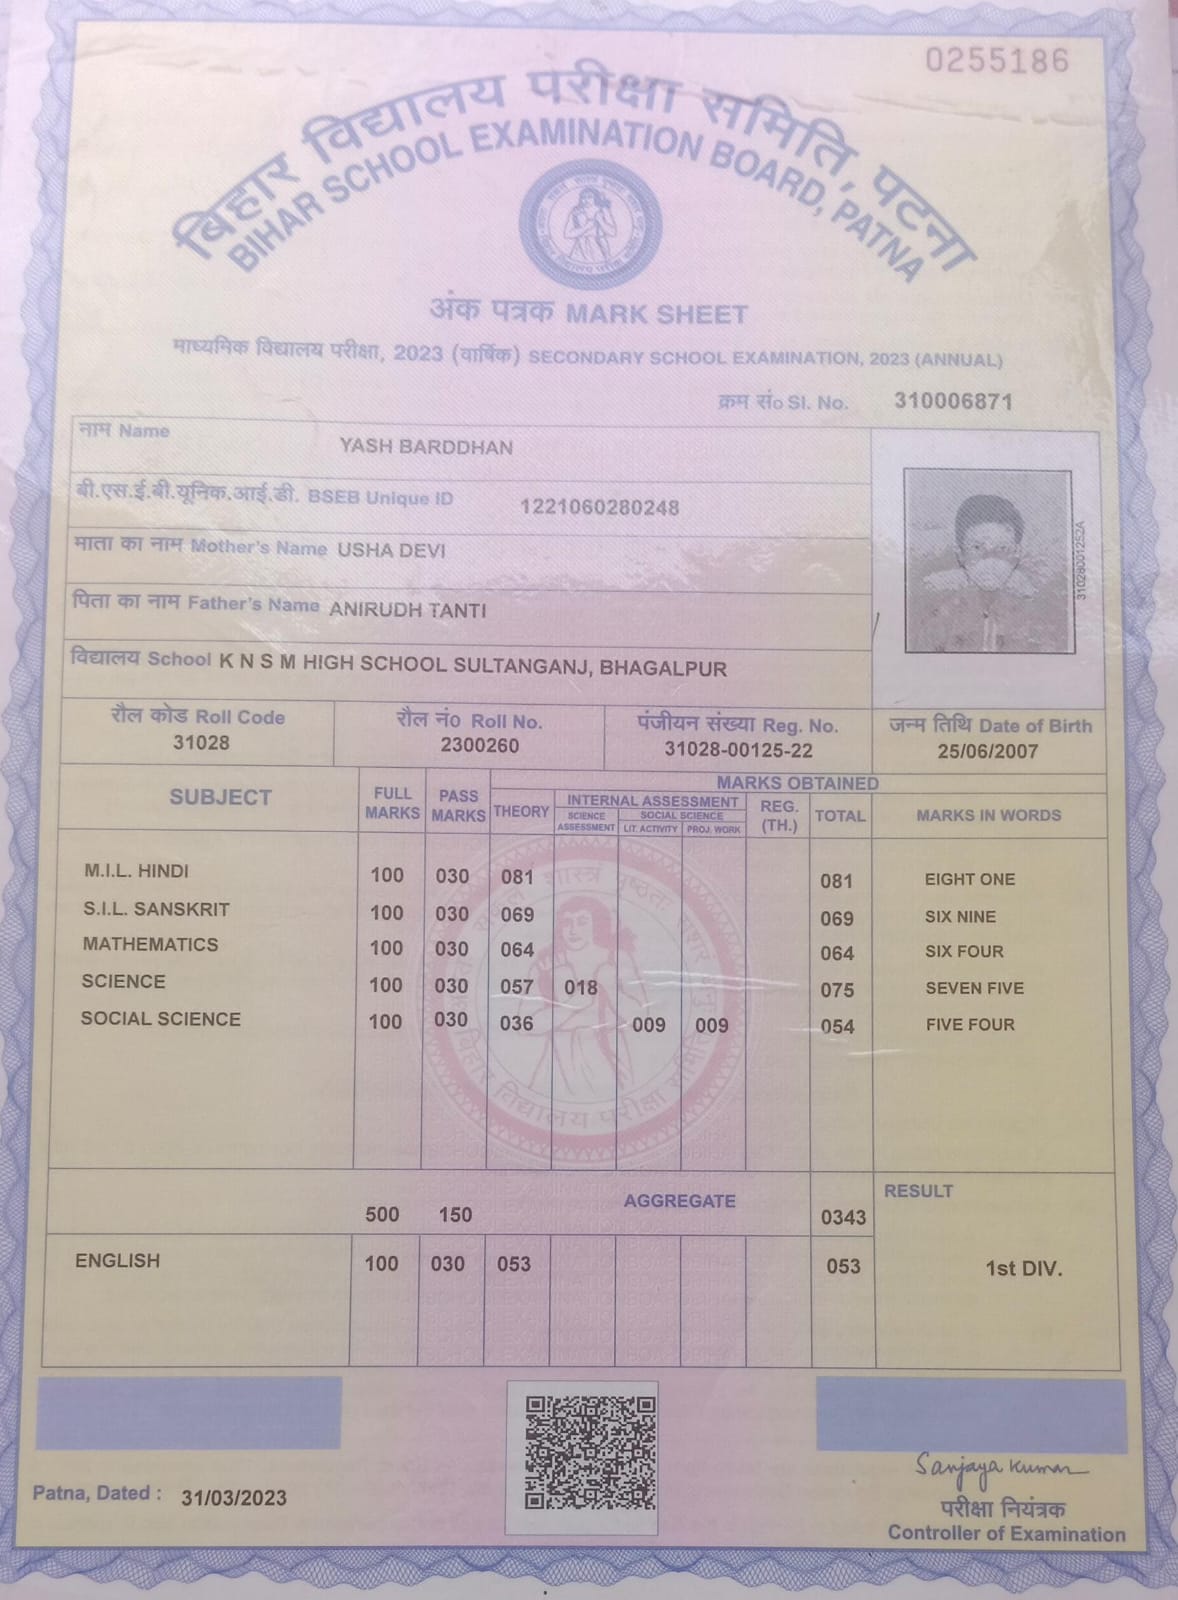 0255186
बिहार विद्यालय परीक्षा समिति, पटना
BIHAR SCHOOL EXAMINATION BOARD, PATNA
अंक पत्रक MARK SHEET
माध्यमिक विद्यालय परीक्षा, 2023 (वार्षिक) SECONDARY SCHOOL EXAMINATION, 2023 (ANNUAL)
क्रम सं० Sl. No. 310006871
नाम Name YASH BARDDHAN
बी.एस.ई.बी.यूनिक.आई.डी. BSEB Unique ID 1221060280248
माता का नाम Mother's Name USHA DEVI
पिता का नाम Father's Name ANIRUDH TANTI
विद्यालय School K N S M HIGH SCHOOL SULTANGANJ, BHAGALPUR
31028001252A
रौल कोड Roll Code रौल नं० Roll No. पंजीयन संख्या Reg. No. जन्म तिथि Date of Birth
31028 2300260 31028-00125-22 25/06/2007
SUBJECT FULL MARKS PASS MARKS MARKS OBTAINED
THEORY INTERNAL ASSESSMENT REG. (TH.) TOTAL MARKS IN WORDS
SCIENCE ASSESSMENT SOCIAL SCIENCE
LIT. ACTIVITY PROJ. WORK
M.I.L. HINDI 100 030 081 081 EIGHT ONE
S.I.L. SANSKRIT 100 030 069 069 SIX NINE
MATHEMATICS 100 030 064 064 SIX FOUR
SCIENCE 100 030 057 018 075 SEVEN FIVE
SOCIAL SCIENCE 100 030 036 009 009 054 FIVE FOUR
500 150 AGGREGATE 0343 RESULT
ENGLISH 100 030 053 053 1st DIV.
Patna, Dated : 31/03/2023
Sanjaya Kumar
परीक्षा नियंत्रक
Controller of Examination